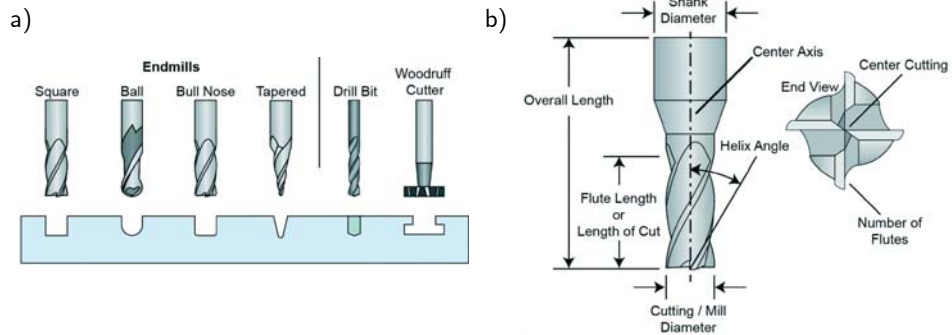 a)
Endmills
Square
Ball
Bull Nose
Tapered
Drill Bit
Woodruff
Cutter
b)
Shank
Diameter
Center Axis
Overall Length
Helix Angle
Flute Length
or
Length of Cut
Cutting / Mill
Diameter
End View
Center Cutting
Number of
Flutes